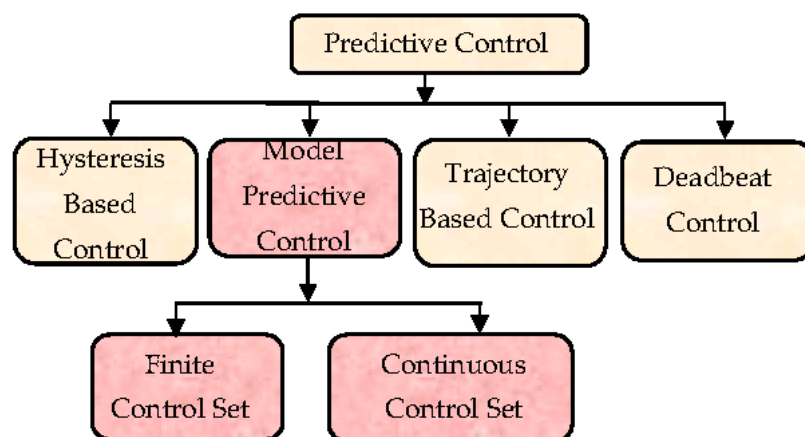 Predictive Control
Hysteresis
Based
Control
Model
Predictive
Control
Trajectory
Based Control
Deadbeat
Control
Finite
Control Set
Continuous
Control Set